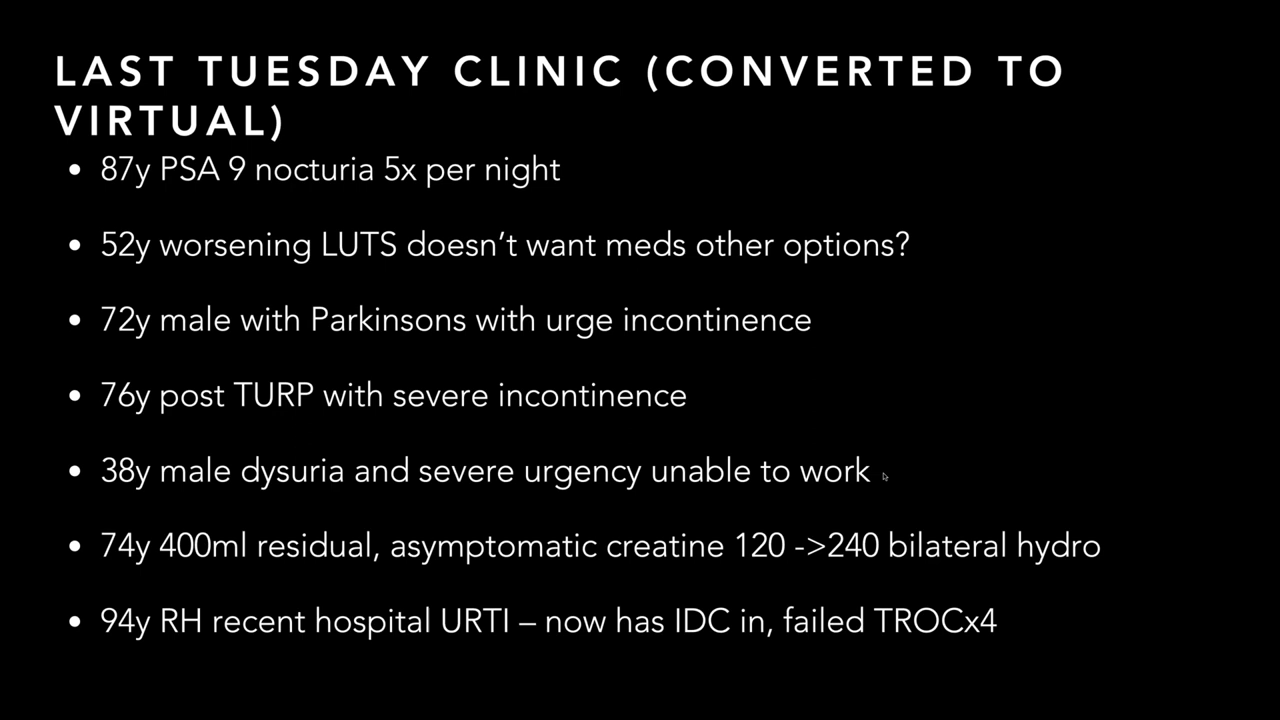 LAST TUESDAY CLINIC (CONVERTED TO
VIRTUAL)
• 87y PSA 9 nocturia 5x per night
• 52y worsening LUTS doesn’t want meds other options?
• 72y male with Parkinsons with urge incontinence
• 76y post TURP with severe incontinence
• 38y male dysuria and severe urgency unable to work
• 74y 400ml residual, asymptomatic creatine 120 ->240 bilateral hydro
• 94y RH recent hospital URTI – now has IDC in, failed TROCx4